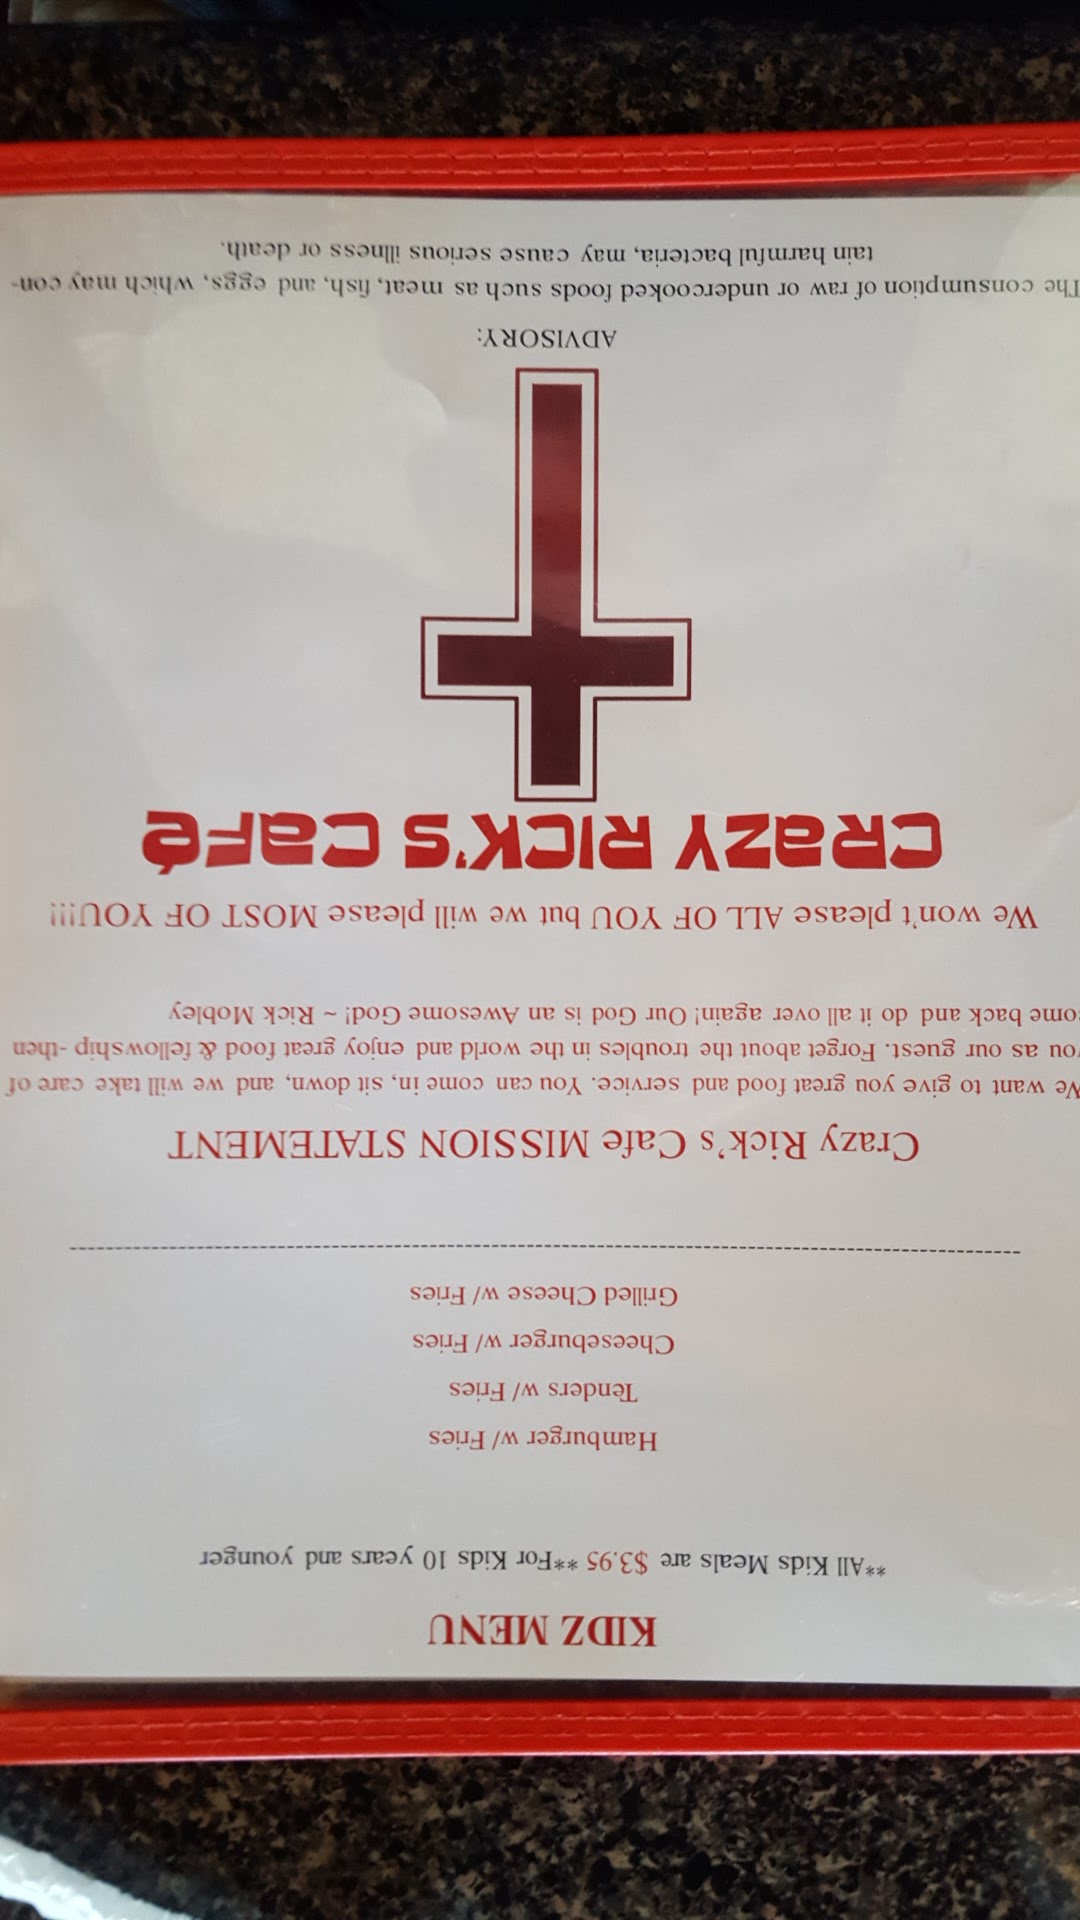 KIDZ MENU
**All Kids Meals are $3.95 **For Kids 10 years and younger
Hamburger w/ Fries
Tenders w/ Fries
Cheeseburger w/ Fries
Grilled Cheese w/ Fries
Crazy Rick's Cafe MISSION STATEMENT
We want to give you great food and service. You can come in, sit down, and we will take care of
you as our guest. Forget about the troubles in the world and enjoy great food & fellowship -then
come back and do it all over again! Our God is an Awesome God! ~ Rick Mobley
We won't please ALL OF YOU but we will please MOST OF YOU!!!
CRaZY RICK'S CaFé
ADVISORY:
The consumption of raw or undercooked foods such as meat, fish, and eggs, which may con-
tain harmful bacteria, may cause serious illness or death.